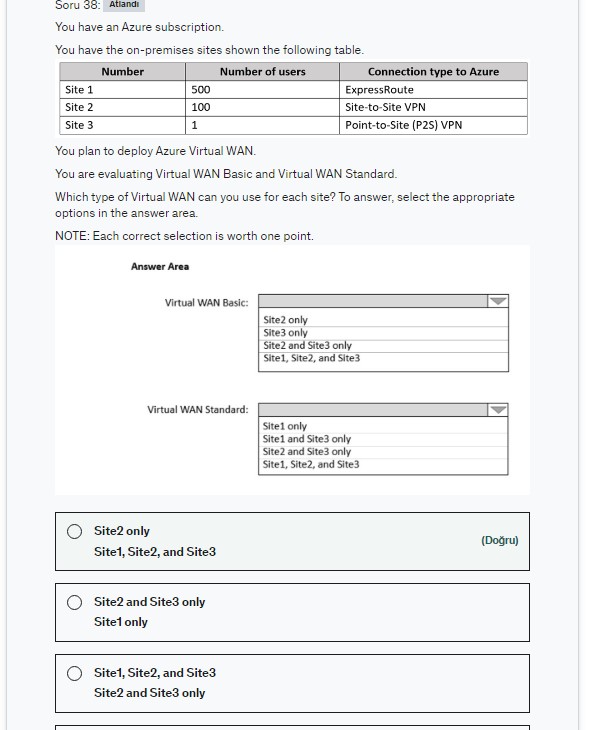 Soru 38: Atlandı
You have an Azure subscription.
You have the on-premises sites shown the following table.
Number Number of users Connection type to Azure
Site 1 500 ExpressRoute
Site 2 100 Site-to-Site VPN
Site 3 1 Point-to-Site (P2S) VPN
You plan to deploy Azure Virtual WAN.
You are evaluating Virtual WAN Basic and Virtual WAN Standard.
Which type of Virtual WAN can you use for each site? To answer, select the appropriate
options in the answer area.
NOTE: Each correct selection is worth one point.
Answer Area
Virtual WAN Basic:
Site2 only
Site3 only
Site2 and Site3 only
Site1, Site2, and Site3
Virtual WAN Standard:
Site1 only
Site1 and Site3 only
Site2 and Site3 only
Site1, Site2, and Site3
Site2 only
Site1, Site2, and Site3
(Doğru)
Site2 and Site3 only
Site1 only
Site1, Site2, and Site3
Site2 and Site3 only